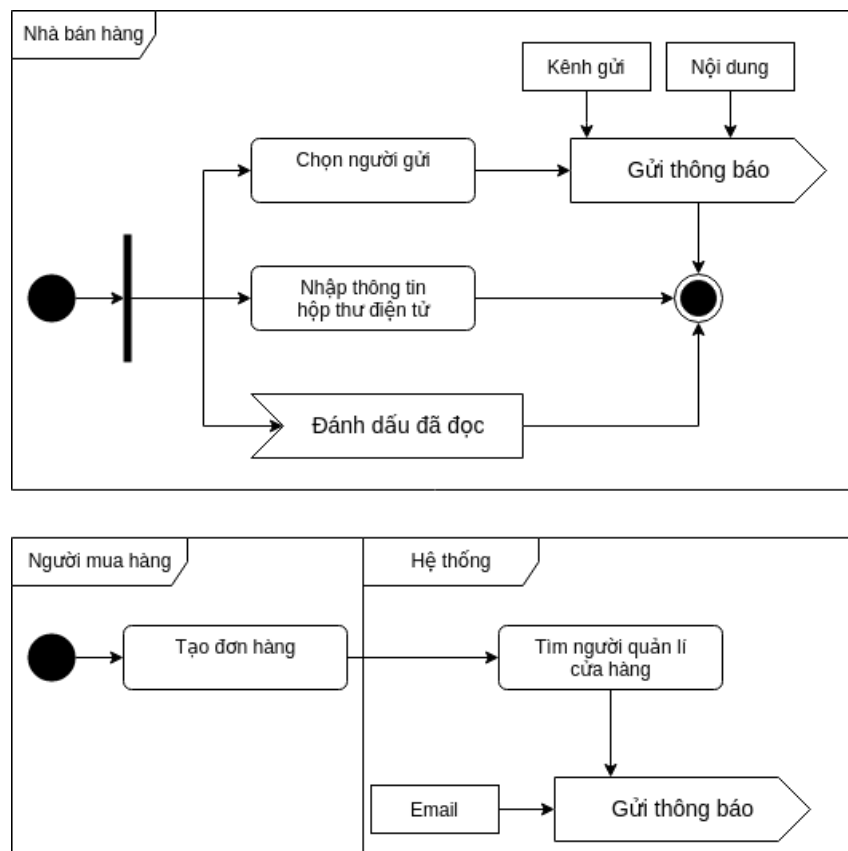 Nhà bán hàng
Kênh gửi
Nội dung
Chọn người gửi
Gửi thông báo
Nhập thông tin
hộp thư điện tử
Đánh dấu đã đọc
Người mua hàng
Hệ thống
Tạo đơn hàng
Tìm người quản lí
cửa hàng
Email
Gửi thông báo